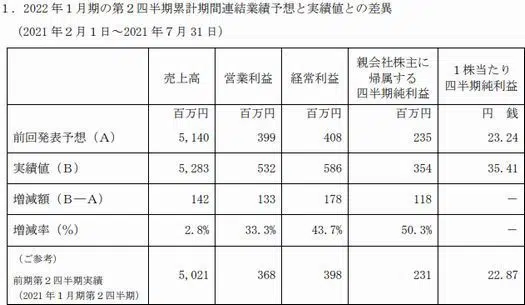 １．2022年１月期の第２四半期累計期間連結業績予想と実績値との差異
（2021年２月１日～2021年７月31日）
売上高 営業利益 経常利益 親会社株主に帰属する四半期純利益 １株当たり四半期純利益
百万円 百万円 百万円 百万円 円　銭
前回発表予想（Ａ） 5,140 399 408 235 23.24
実績値（Ｂ） 5,283 532 586 354 35.41
増減額（Ｂ―Ａ） 142 133 178 118 －
増減率（％） 2.8% 33.3% 43.7% 50.3% －
（ご参考）
前期第２四半期実績
（2021年１月期第２四半期） 5,021 368 398 231 22.87